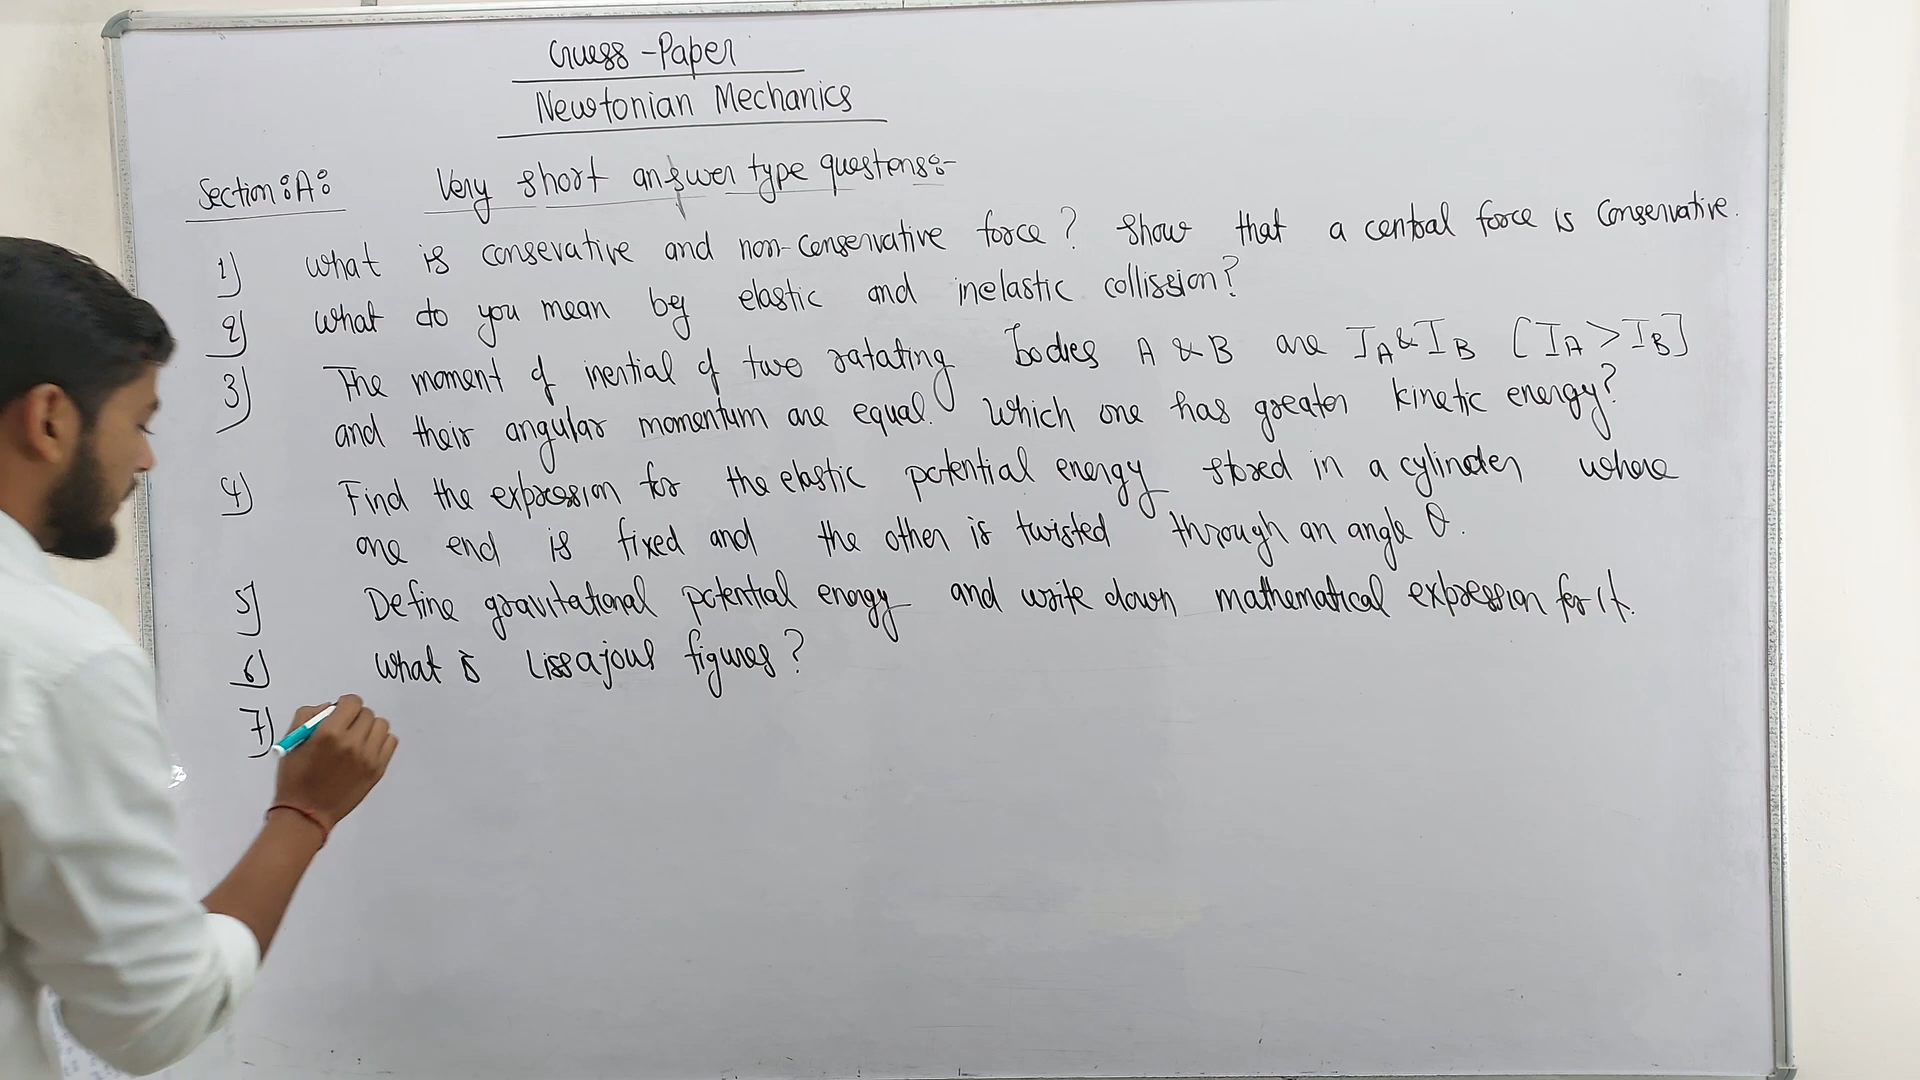 Guess - Paper
Newtonian Mechanics
Section : A : Very short answer type questons :-
1) What is consevative and non-conservative force ? Show that a central force is conservative.
2) What do you mean by elastic and inelastic collission ?
3) The moment of inertial of two ratating bodies A & B are IA & IB [IA > IB]
and their angular momentum are equal. Which one has greater kinetic energy?
4) Find the expression for the elastic potential energy stored in a cylinder where
one end is fixed and the other is twisted through an angle θ.
5) Define gravitational potential energy and write down mathematical expression for it.
6) What is Lissajous figures ?
7)